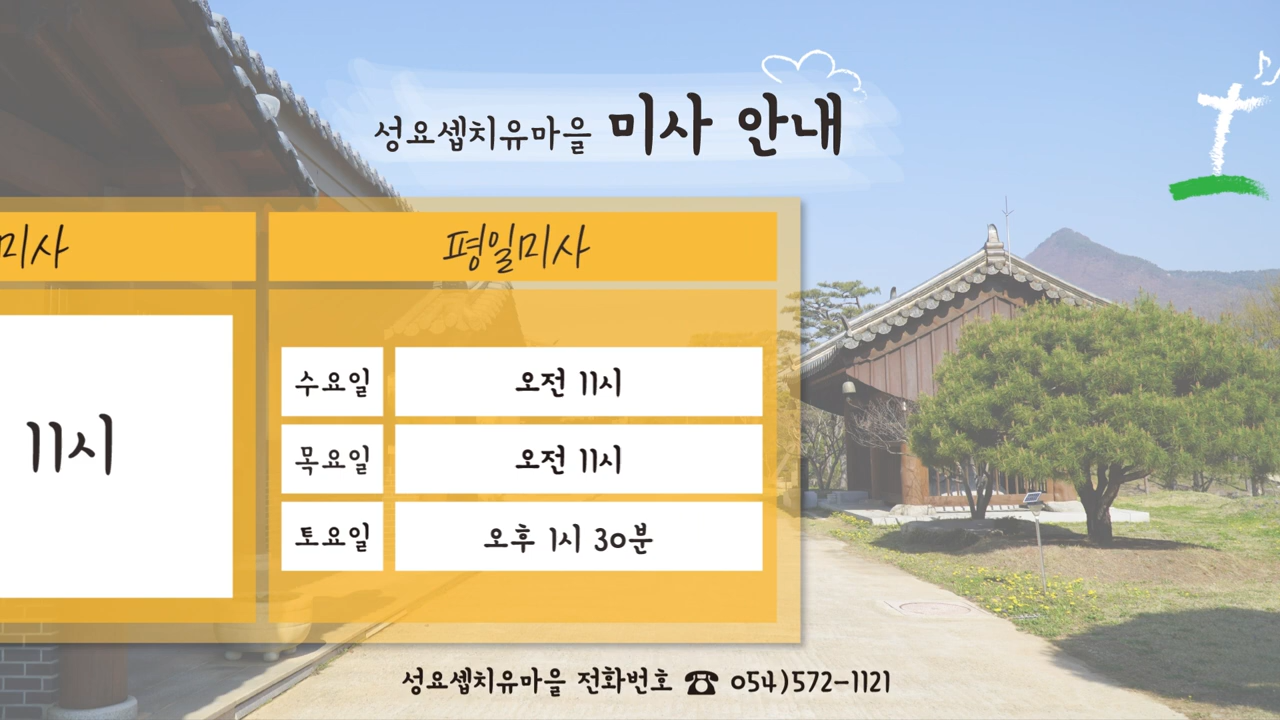 성요셉치유마을 미사 안내
미사 평일미사
11시
수요일 오전 11시
목요일 오전 11시
토요일 오후 1시 30분
성요셉치유마을 전화번호 ☎ 054)572-1121